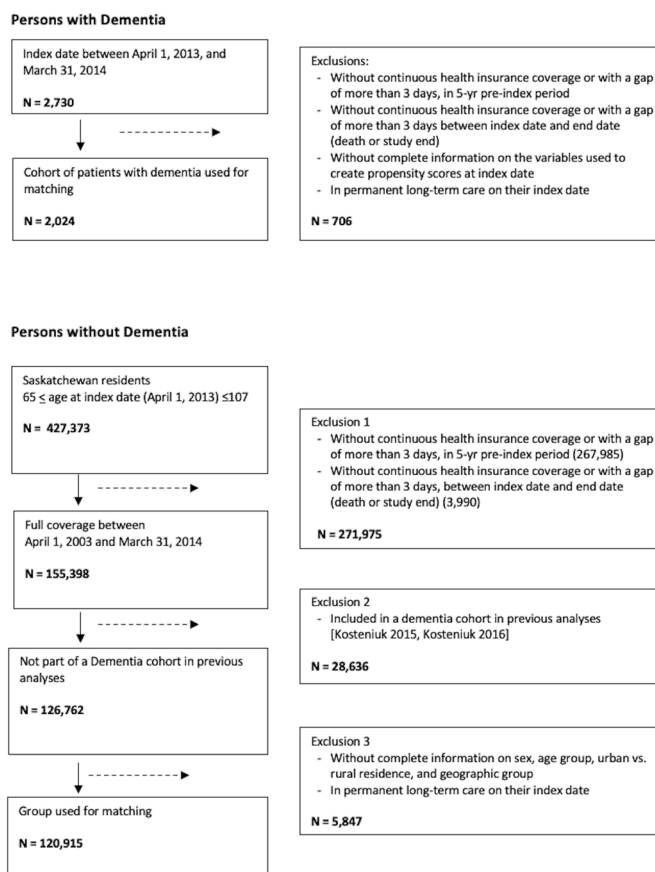 Persons with Dementia
Index date between April 1, 2013, and
March 31, 2014
N = 2,730
Cohort of patients with dementia used for
matching
N = 2,024
Exclusions:
- Without continuous health insurance coverage or with a gap
of more than 3 days, in 5-yr pre-index period
- Without continuous health insurance coverage or with a gap
of more than 3 days between index date and end date
(death or study end)
- Without complete information on the variables used to
create propensity scores at index date
- In permanent long-term care on their index date
N = 706
Persons without Dementia
Saskatchewan residents
65 ≤ age at index date (April 1, 2013) ≤107
N = 427,373
Full coverage between
April 1, 2003 and March 31, 2014
N = 155,398
Not part of a Dementia cohort in previous
analyses
N = 126,762
Group used for matching
N = 120,915
Exclusion 1
- Without continuous health insurance coverage or with a gap
of more than 3 days, in 5-yr pre-index period (267,985)
- Without continuous health insurance coverage or with a gap
of more than 3 days, between index date and end date
(death or study end) (3,990)
N = 271,975
Exclusion 2
- Included in a dementia cohort in previous analyses
[Kosteniuk 2015, Kosteniuk 2016]
N = 28,636
Exclusion 3
- Without complete information on sex, age group, urban vs.
rural residence, and geographic group
- In permanent long-term care on their index date
N = 5,847